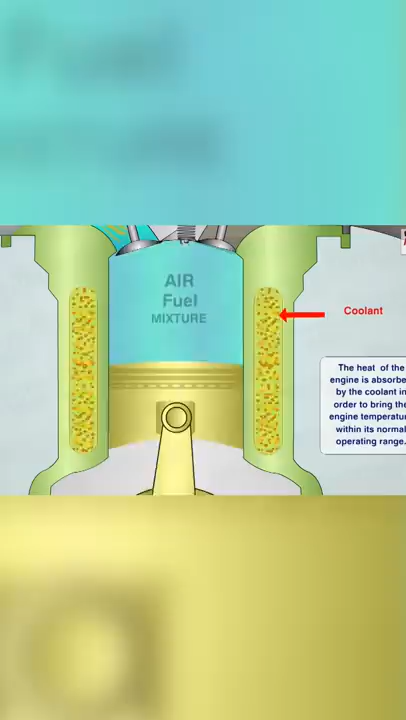 AIR
Fuel
MIXTURE
Coolant
The heat of the
engine is absorbe
by the coolant in
order to bring the
engine temperatur
within its normal
operating range.